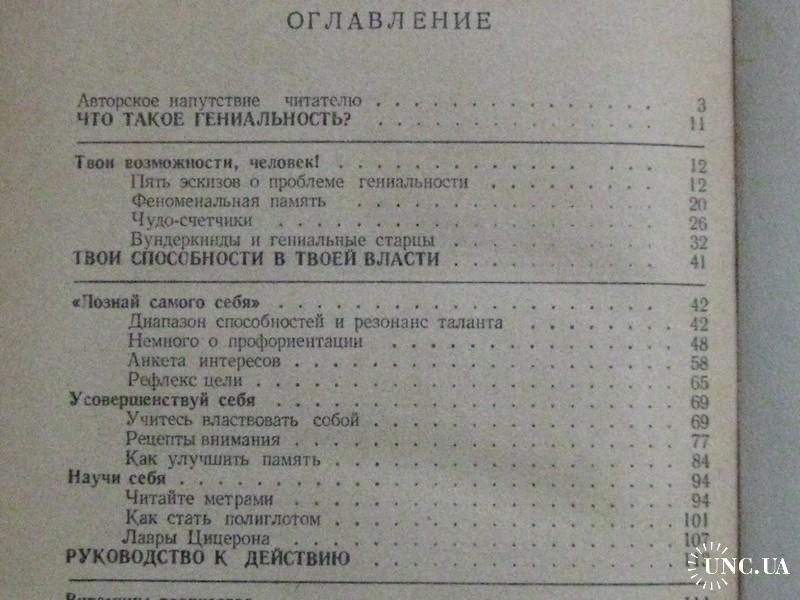 ОГЛАВЛЕНИЕ
Авторское напутствие читателю . . . . . . . . . . . . . . . 3
ЧТО ТАКОЕ ГЕНИАЛЬНОСТЬ? . . . . . . . . . . . . . . 11
Твои возможности, человек! . . . . . . . . . . . . . . . . 12
Пять эскизов о проблеме гениальности . . . . . . . . . 12
Феноменальная память . . . . . . . . . . . . . . . 20
Чудо-счетчики . . . . . . . . . . . . . . . . . . 26
Вундеркинды и гениальные старцы . . . . . . . . . . . 32
ТВОИ СПОСОБНОСТИ В ТВОЕЙ ВЛАСТИ . . . . . . . . . . . 41
«Познай самого себя» . . . . . . . . . . . . . . . . . . . 42
Диапазон способностей и резонанс таланта . . . . . . . 42
Немного о профориентации . . . . . . . . . . . . . 48
Анкета интересов . . . . . . . . . . . . . . . . . 58
Рефлекс цели . . . . . . . . . . . . . . . . . . . 65
Усовершенствуй себя . . . . . . . . . . . . . . . . . . . 69
Учитесь властвовать собой . . . . . . . . . . . . . . 69
Рецепты внимания . . . . . . . . . . . . . . . . . 77
Как улучшить память . . . . . . . . . . . . . . . . 84
Научи себя . . . . . . . . . . . . . . . . . . . . . . . 94
Читайте метрами . . . . . . . . . . . . . . . . . . 94
Как стать полиглотом . . . . . . . . . . . . . . . . 101
Лавры Цицерона . . . . . . . . . . . . . . . . . . 107
РУКОВОДСТВО К ДЕЙСТВИЮ . . . . . . . . . . . . . . .
UNC.UA